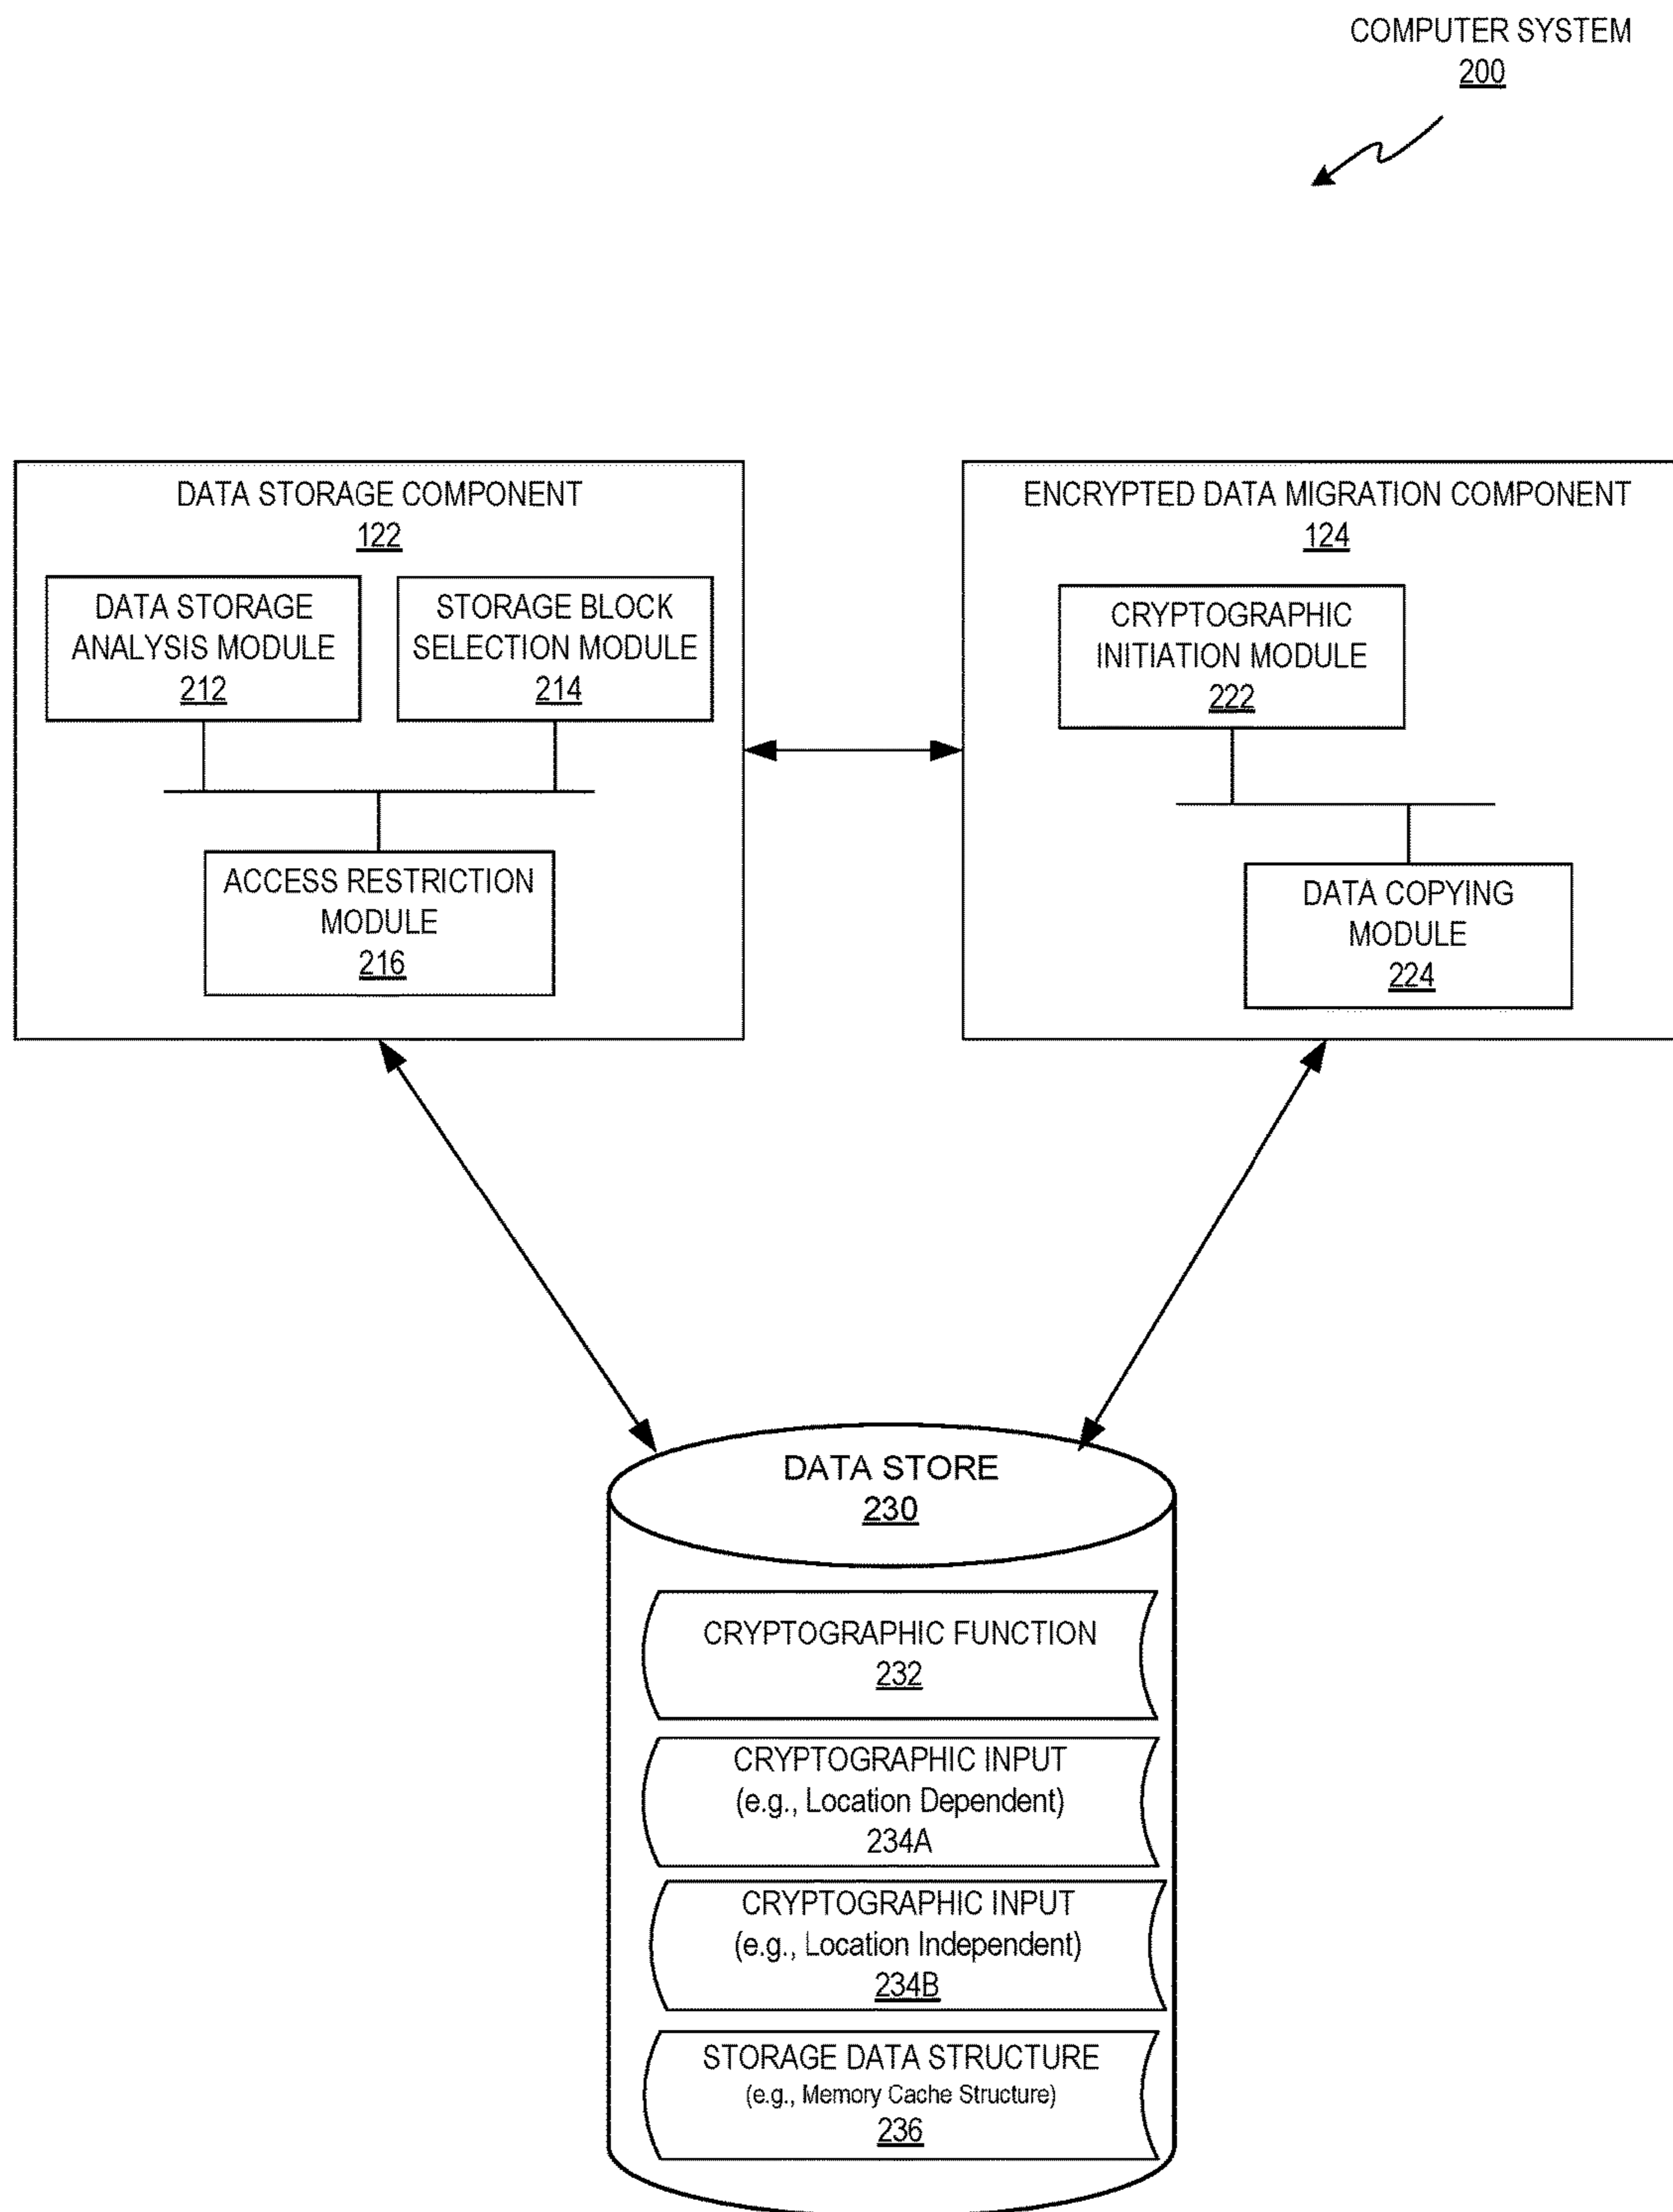 COMPUTER SYSTEM
200
DATA STORAGE COMPONENT
122
DATA STORAGE
ANALYSIS MODULE
212
STORAGE BLOCK
SELECTION MODULE
214
ACCESS RESTRICTION
MODULE
216
ENCRYPTED DATA MIGRATION COMPONENT
124
CRYPTOGRAPHIC
INITIATION MODULE
222
DATA COPYING
MODULE
224
DATA STORE
230
CRYPTOGRAPHIC FUNCTION
232
CRYPTOGRAPHIC INPUT
(e.g., Location Dependent)
234A
CRYPTOGRAPHIC INPUT
(e.g., Location Independent)
234B
STORAGE DATA STRUCTURE
(e.g., Memory Cache Structure)
236